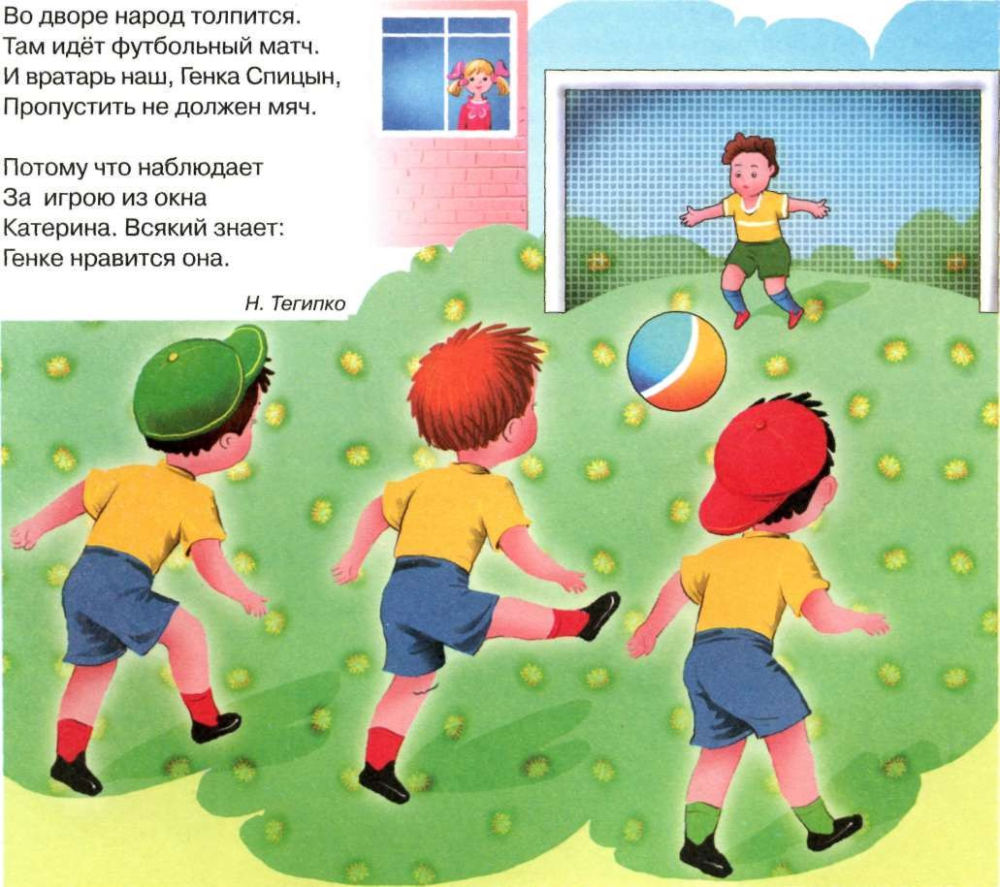 Во дворе народ толпится.
Там идёт футбольный матч.
И вратарь наш, Генка Спицын,
Пропустить не должен мяч.

Потому что наблюдает
За игрою из окна
Катерина. Всякий знает:
Генке нравится она.

Н. Тегипко